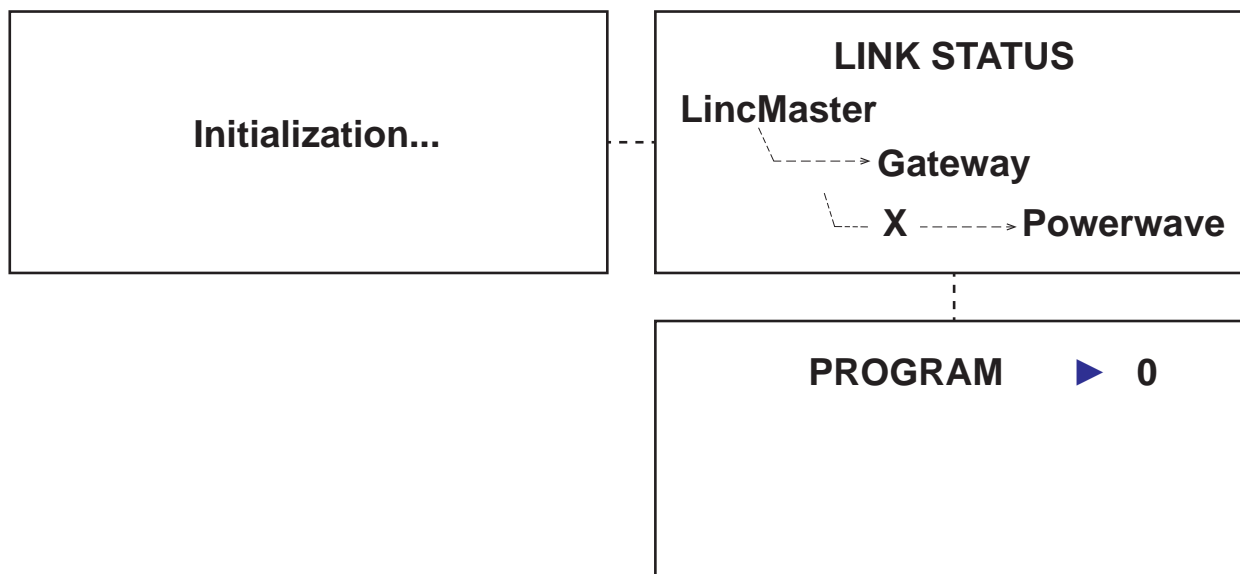 Initialization...
LINK STATUS
LincMaster
Gateway
X Powerwave
PROGRAM ► 0